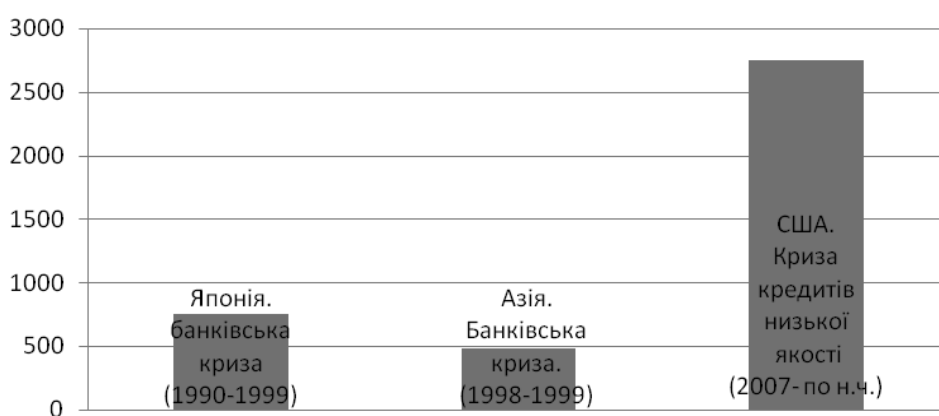 3000
2500
2000
1500
1000
500
0
Японія.
банківська
криза
(1990-1999)
Азія.
Банківська
криза.
(1998-1999)
США.
Криза
кредитів
низької
якості
(2007- по н.ч.)